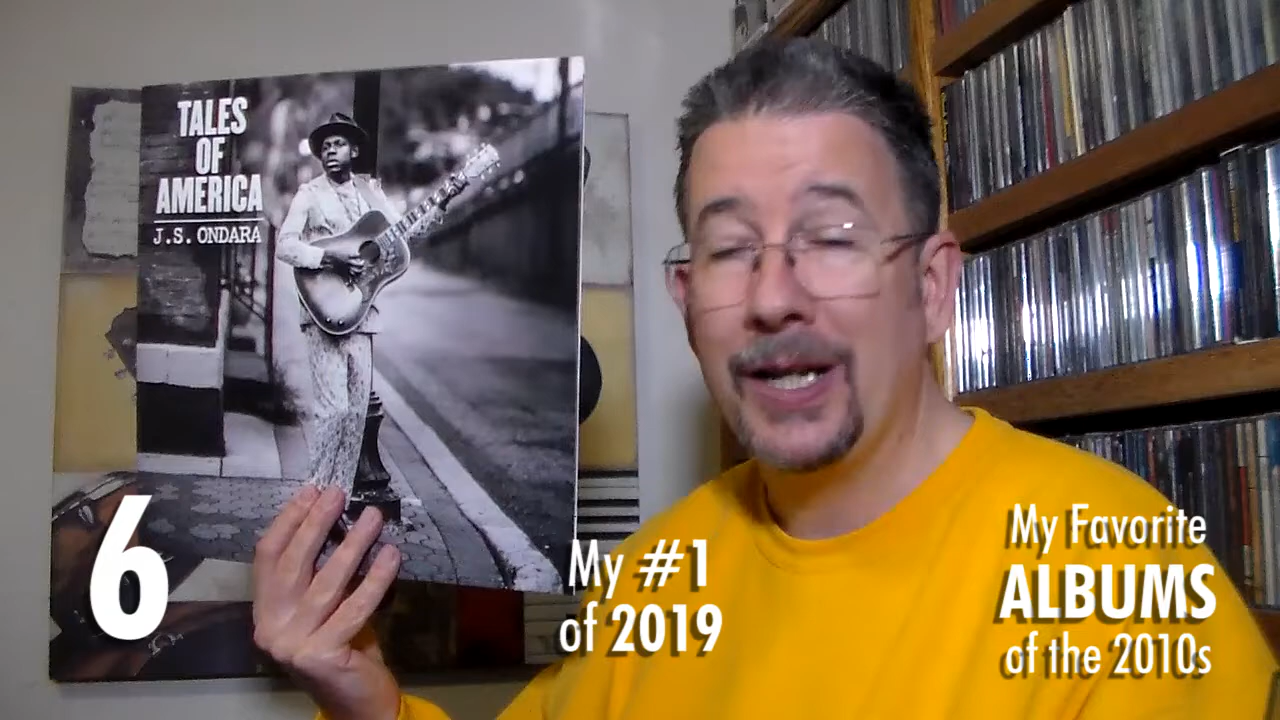 TALES
OF
AMERICA
J.S. ONDARA
6
My #1
of 2019
My Favorite
ALBUMS
of the 2010s